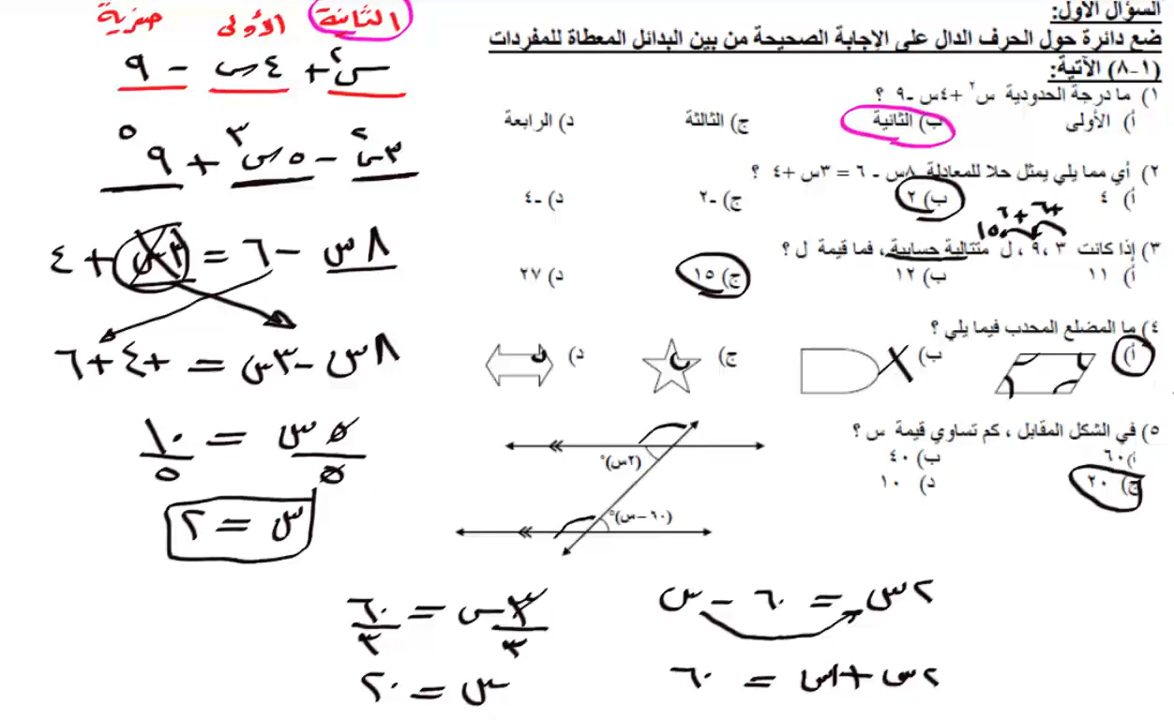 السؤال الأول:
ضع دائرة حول الحرف الدال على الإجابة الصحيحة من بين البدائل المعطاة للمفردات
(١-٨) الآتية:
١) ما درجة الحدودية س٢ +٤س -٩ ؟
أ) الأولى ب) الثانية ج) الثالثة د) الرابعة
٢) أي مما يلي يمثل حلا للمعادلة ٨س - ٦ = ٣س +٤ ؟
أ) ٤ ب) ٢ ج) -٢ د) -٤
٣) إذا كانت ٣ ، ٩ ، ل متتالية حسابية، فما قيمة ل ؟
+٦ +٦ ١٥
أ) ١١ ب) ١٢ ج) ١٥ د) ٢٧
٤) ما المضلع المحدب فيما يلي ؟
أ) ب) ج) د)
٥) في الشكل المقابل ، كم تساوي قيمة س ؟
أ) ٦٠ ب) ٤٠
ج) ٢٠ د) ١٠
(٢س)°
(٦٠ – س)°
الثانية الأولى صفرية
س٢ + ٤س - ٩
٣س٢ - ٥س٣ + ٩٥
٨س - ٦ = ٣س + ٤
٨س - ٣س = +٤ + ٦
٥س = ١٠
٥ ٥
س = ٢
٢س = ٦٠ - س
٢س + ١س = ٦٠
٣س = ٦٠
٣ ٣
س = ٢٠